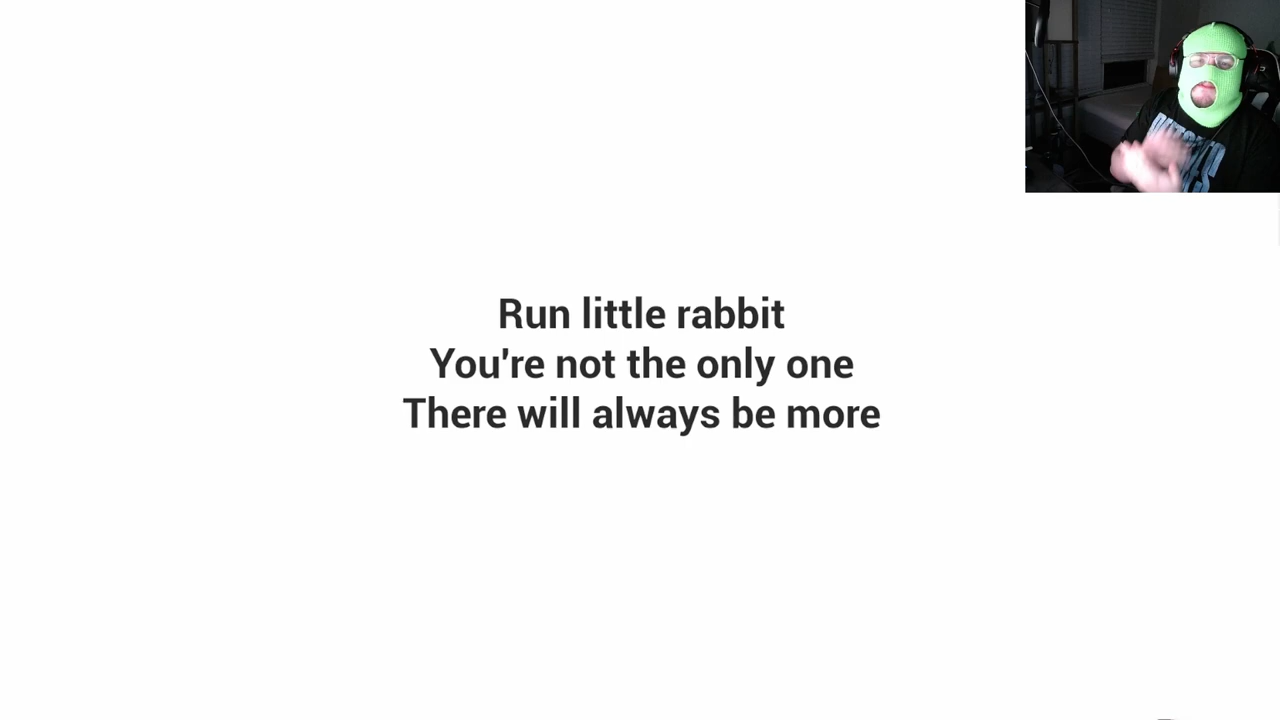 Run little rabbit
You're not the only one
There will always be more